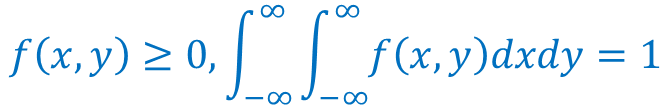 f(x, y) ≥ 0, ∫_{−∞}^{∞} ∫_{−∞}^{∞} f(x, y)dxdy = 1